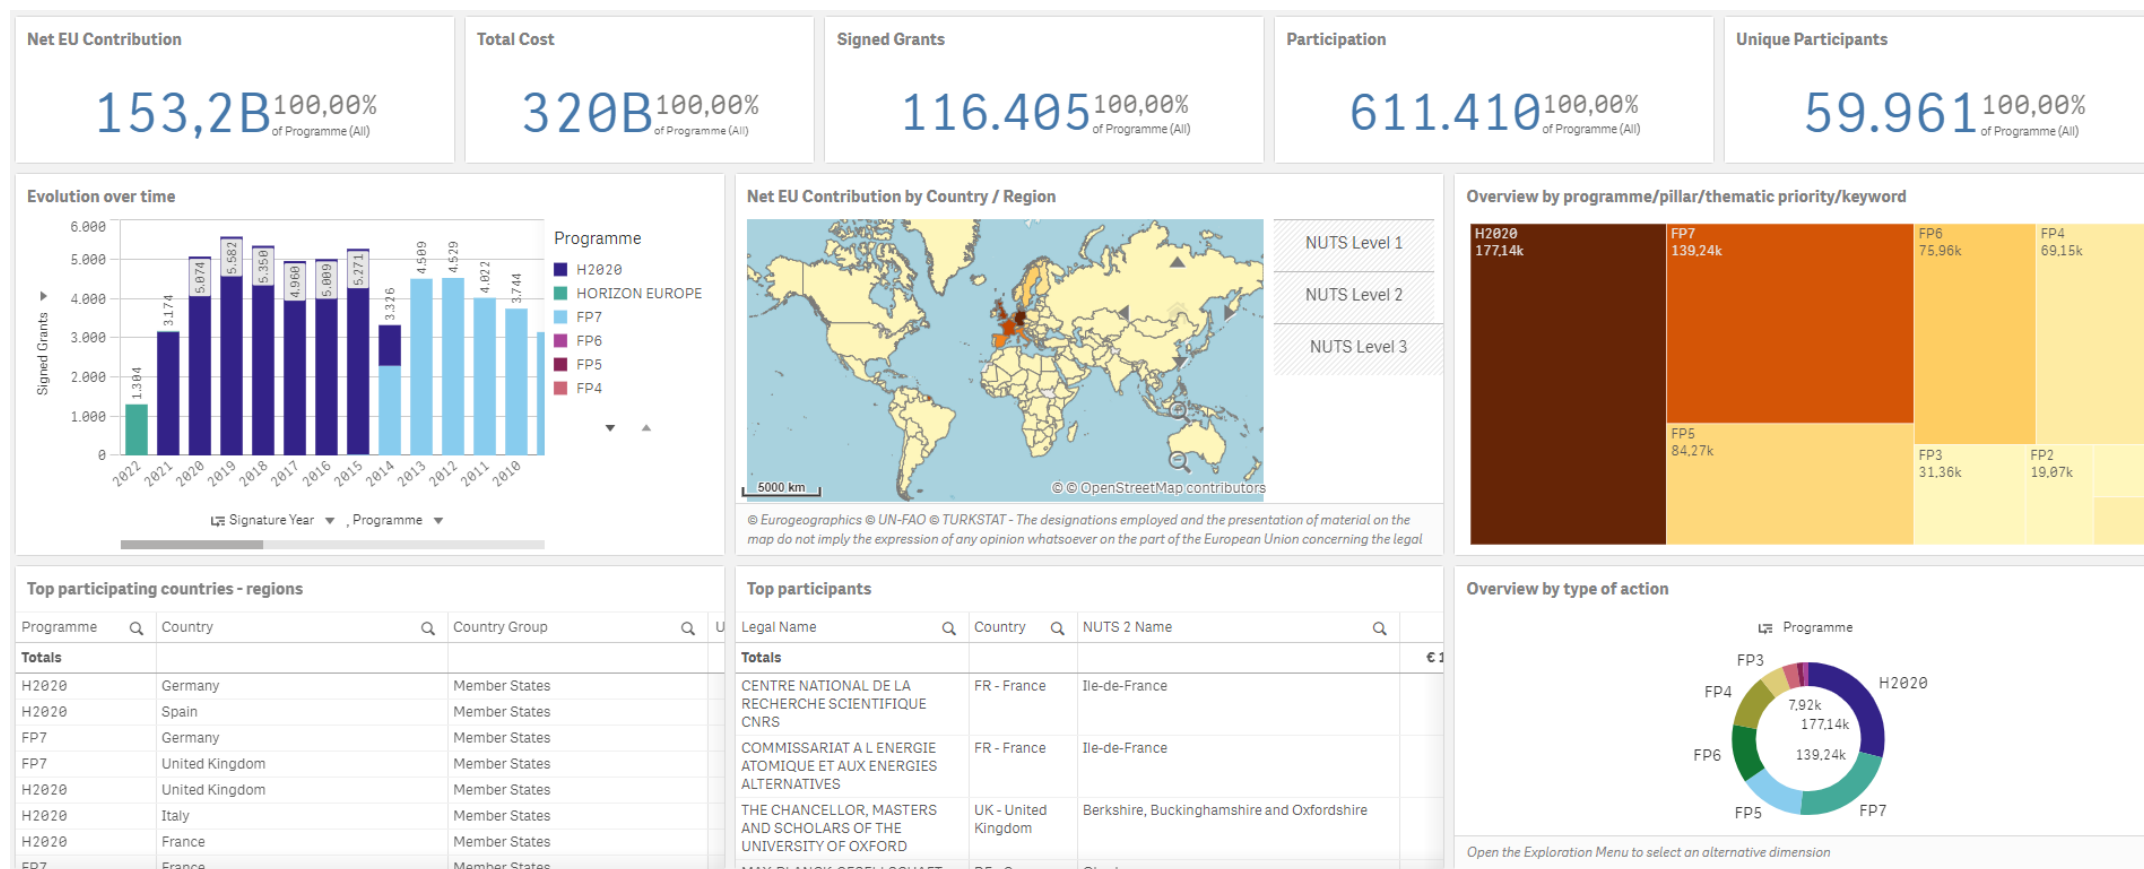 Net EU Contribution
153,2B 100,00%
of Programme (All)
Total Cost
320B 100,00%
of Programme (All)
Signed Grants
116.405 100,00%
of Programme (All)
Participation
611.410 100,00%
of Programme (All)
Unique Participants
59.961 100,00%
of Programme (All)
Evolution over time
Signed Grants
6.000
5.000
4.000
3.000
2.000
1.000
0
1.304
3.174
5.074
5.582
5.350
4.960
5.009
5.271
3.326
4.509
4.529
4.022
3.744
2022
2021
2020
2019
2018
2017
2016
2015
2014
2013
2012
2011
2010
Signature Year , Programme
Programme
H2020
HORIZON EUROPE
FP7
FP6
FP5
FP4
Net EU Contribution by Country / Region
5000 km
© © OpenStreetMap contributors
NUTS Level 1
NUTS Level 2
NUTS Level 3
© Eurogeographics © UN-FAO © TURKSTAT - The designations employed and the presentation of material on the
map do not imply the expression of any opinion whatsoever on the part of the European Union concerning the legal
Overview by programme/pillar/thematic priority/keyword
H2020
177,14k
FP7
139,24k
FP5
84,27k
FP6
75,96k
FP4
69,15k
FP3
31,36k
FP2
19,07k
Top participating countries - regions
Programme Country Country Group U
Totals
H2020 Germany Member States
H2020 Spain Member States
FP7 Germany Member States
FP7 United Kingdom Member States
H2020 United Kingdom Member States
H2020 Italy Member States
H2020 France Member States
FP7 France Member States
Top participants
Legal Name Country NUTS 2 Name
Totals € 1
CENTRE NATIONAL DE LA FR - France Ile-de-France
RECHERCHE SCIENTIFIQUE
CNRS
COMMISSARIAT A L ENERGIE FR - France Ile-de-France
ATOMIQUE ET AUX ENERGIES
ALTERNATIVES
THE CHANCELLOR, MASTERS UK - United Berkshire, Buckinghamshire and Oxfordshire
AND SCHOLARS OF THE Kingdom
UNIVERSITY OF OXFORD
Overview by type of action
Programme
FP3
FP4
FP6
FP5
FP7
H2020
7,92k
177,14k
139,24k
Open the Exploration Menu to select an alternative dimension